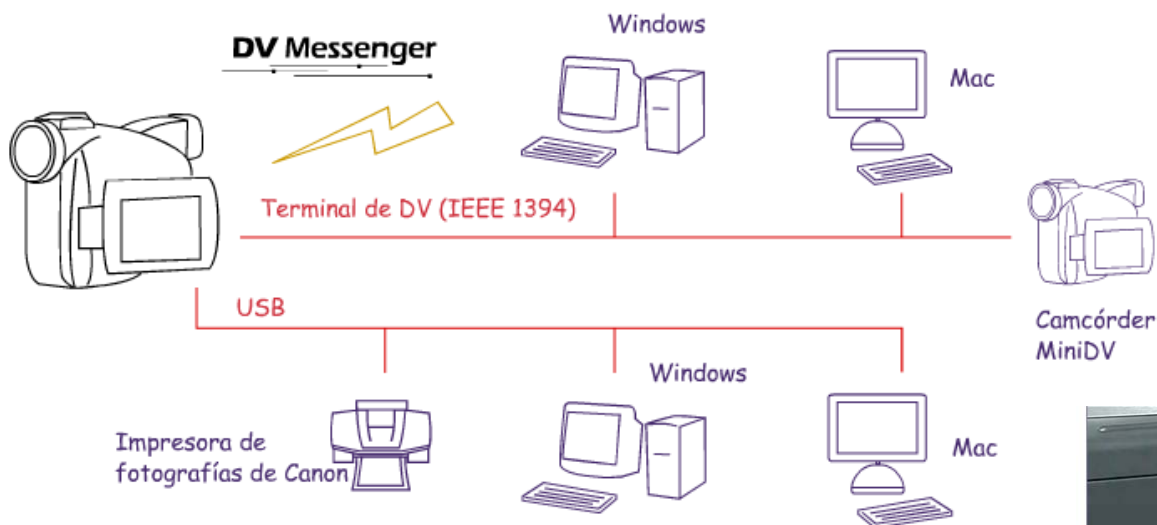 Windows
DV Messenger
Mac
Terminal de DV (IEEE 1394)
USB
Camcórder
MiniDV
Windows
Impresora de
fotografías de Canon
Mac